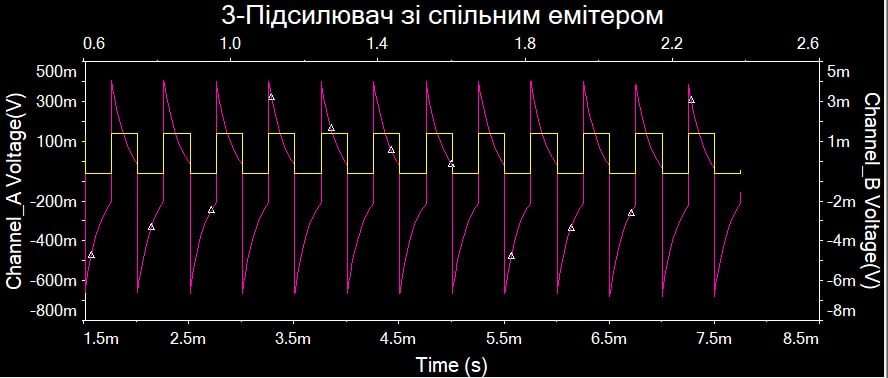 3-Підсилювач зі спільним емітером
0.6 1.0 1.4 1.8 2.2 2.6
500m 5m
300m 3m
100m 1m
-200m -2m
-400m -4m
-600m -6m
-800m -8m
Channel_A Voltage(V)
Channel_B Voltage(V)
1.5m 2.5m 3.5m 4.5m 5.5m 6.5m 7.5m 8.5m
Time (s)